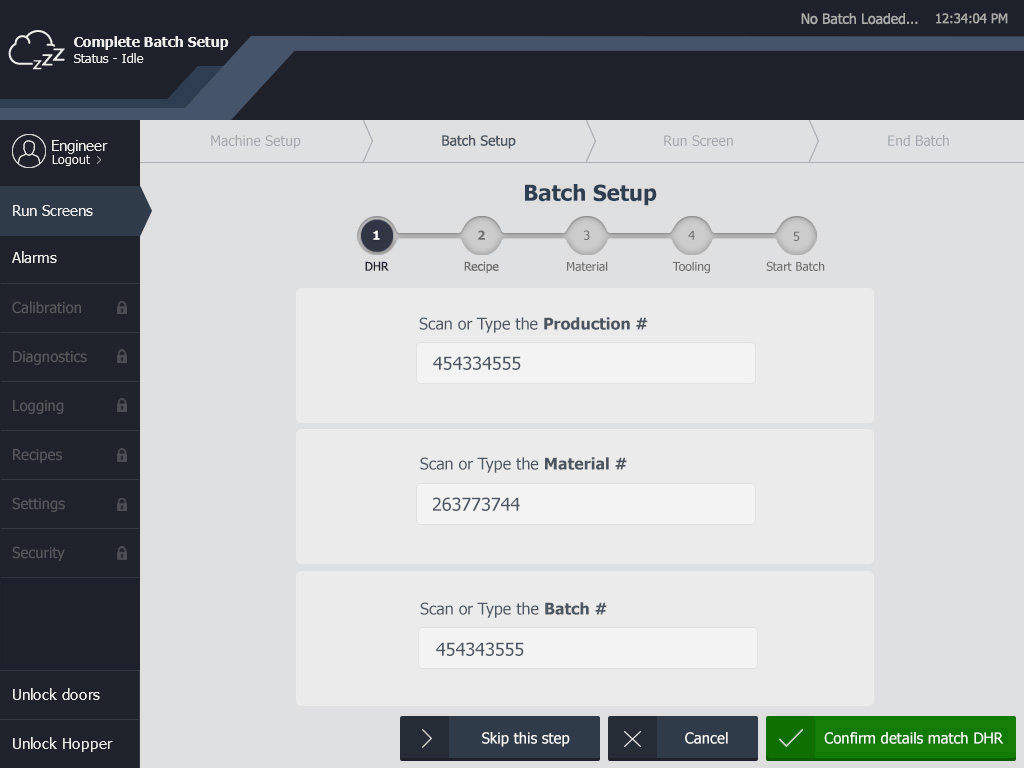 No Batch Loaded... 12:34:04 PM
Complete Batch Setup
Status - Idle
zzz
Engineer
Logout >
Machine Setup
Batch Setup
Run Screen
End Batch
Run Screens
Alarms
Calibration
Diagnostics
Logging
Recipes
Settings
Security
Unlock doors
Unlock Hopper
Batch Setup
1 2 3 4 5
DHR Recipe Material Tooling Start Batch
Scan or Type the Production #
454334555
Scan or Type the Material #
263773744
Scan or Type the Batch #
454343555
Skip this step
Cancel
Confirm details match DHR